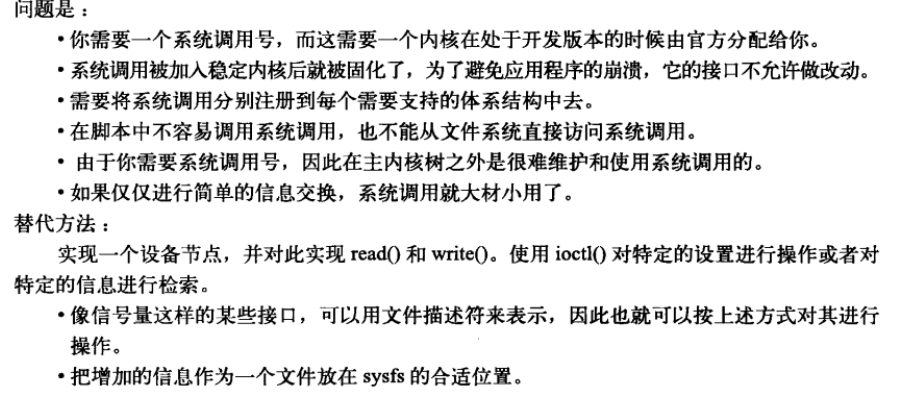 问题是：
•你需要一个系统调用号，而这需要一个内核在处于开发版本的时候由官方分配给你。
•系统调用被加入稳定内核后就被固化了，为了避免应用程序的崩溃，它的接口不允许做改动。
•需要将系统调用分别注册到每个需要支持的体系结构中去。
•在脚本中不容易调用系统调用，也不能从文件系统直接访问系统调用。
•由于你需要系统调用号，因此在主内核树之外是很难维护和使用系统调用的。
•如果仅仅进行简单的信息交换，系统调用就大材小用了。
替代方法：
实现一个设备节点，并对此实现 read() 和 write()。使用 ioctl() 对特定的设置进行操作或者对
特定的信息进行检索。
•像信号量这样的某些接口，可以用文件描述符来表示，因此也就可以按上述方式对其进行
操作。
•把增加的信息作为一个文件放在 sysfs 的合适位置。